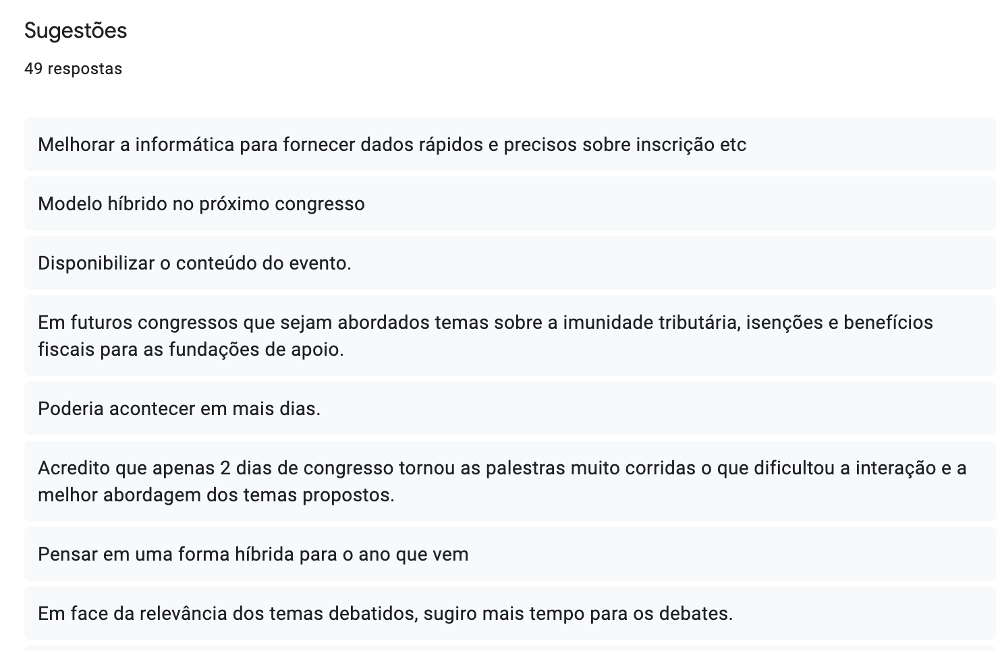 Sugestões
49 respostas
Melhorar a informática para fornecer dados rápidos e precisos sobre inscrição etc
Modelo híbrido no próximo congresso
Disponibilizar o conteúdo do evento.
Em futuros congressos que sejam abordados temas sobre a imunidade tributária, isenções e benefícios
fiscais para as fundações de apoio.
Poderia acontecer em mais dias.
Acredito que apenas 2 dias de congresso tornou as palestras muito corridas o que dificultou a interação e a
melhor abordagem dos temas propostos.
Pensar em uma forma híbrida para o ano que vem
Em face da relevância dos temas debatidos, sugiro mais tempo para os debates.